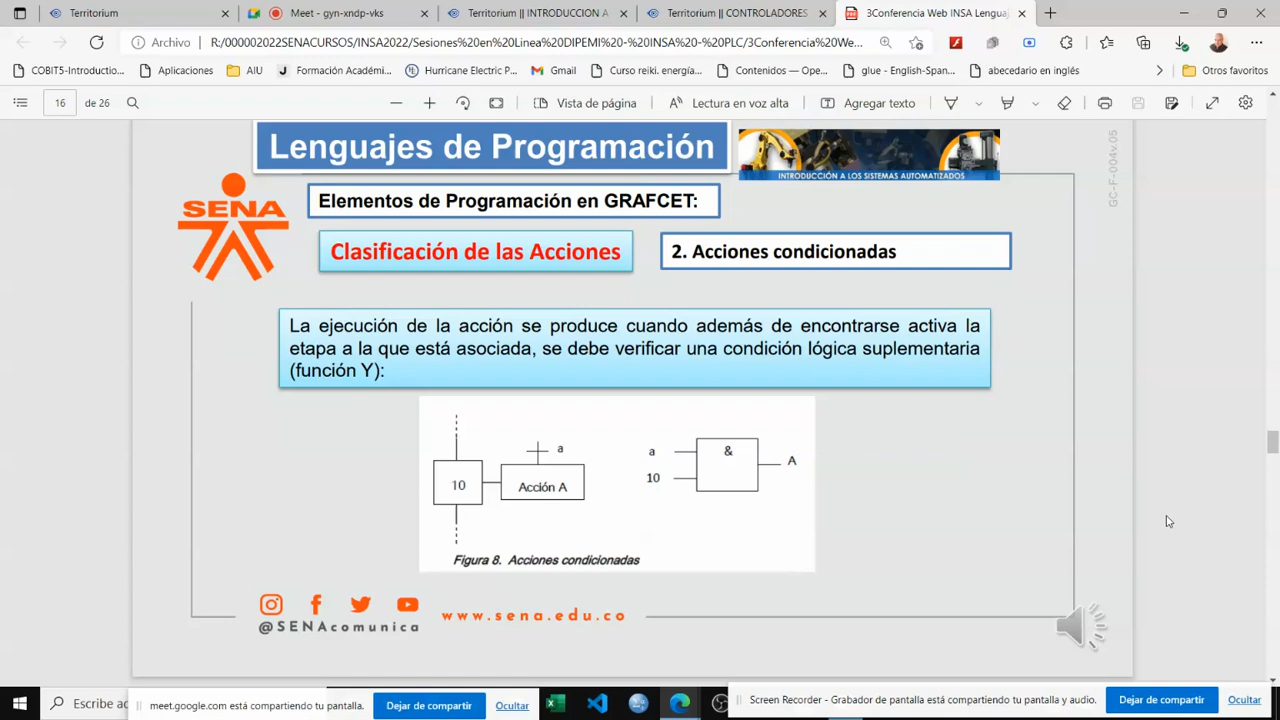 Territorium
Meet - gyn-xndp-vks
Territorium || INTRODUCCION A
Territorium || CONTROLADORES
3Conferencia Web INSA Lenguaj
Archivo
R:/000002022SENACURSOS/INSA2022/Sesiones%20en%20Linea%20DIPEMI%20-%20INSA%20-%20PLC/3Conferencia%20We...
COBIT5-Introductio...
Aplicaciones
AIU
Formación Académi...
Hurricane Electric P...
Gmail
Curso reiki. energía...
Contenidos — Ope...
glue - English-Span...
abecedario en inglés
Otros favoritos
16 de 26
Vista de página
Lectura en voz alta
Agregar texto
Lenguajes de Programación
INTRODUCCIÓN A LOS SISTEMAS AUTOMATIZADOS
GC-F-004v.05
SENA
Elementos de Programación en GRAFCET:
Clasificación de las Acciones
2. Acciones condicionadas
La ejecución de la acción se produce cuando además de encontrarse activa la
etapa a la que está asociada, se debe verificar una condición lógica suplementaria
(función Y):
a
10
Acción A
a
10
&
A
Figura 8. Acciones condicionadas
@SENAcomunica
www.sena.edu.co
Escribe
meet.google.com está compartiendo tu pantalla.
Dejar de compartir
Ocultar
Screen Recorder - Grabador de pantalla está compartiendo tu pantalla y audio.
Dejar de compartir
Ocultar